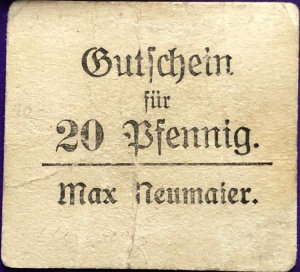 Gutschein
für
20 Pfennig.
Max Neumaier.